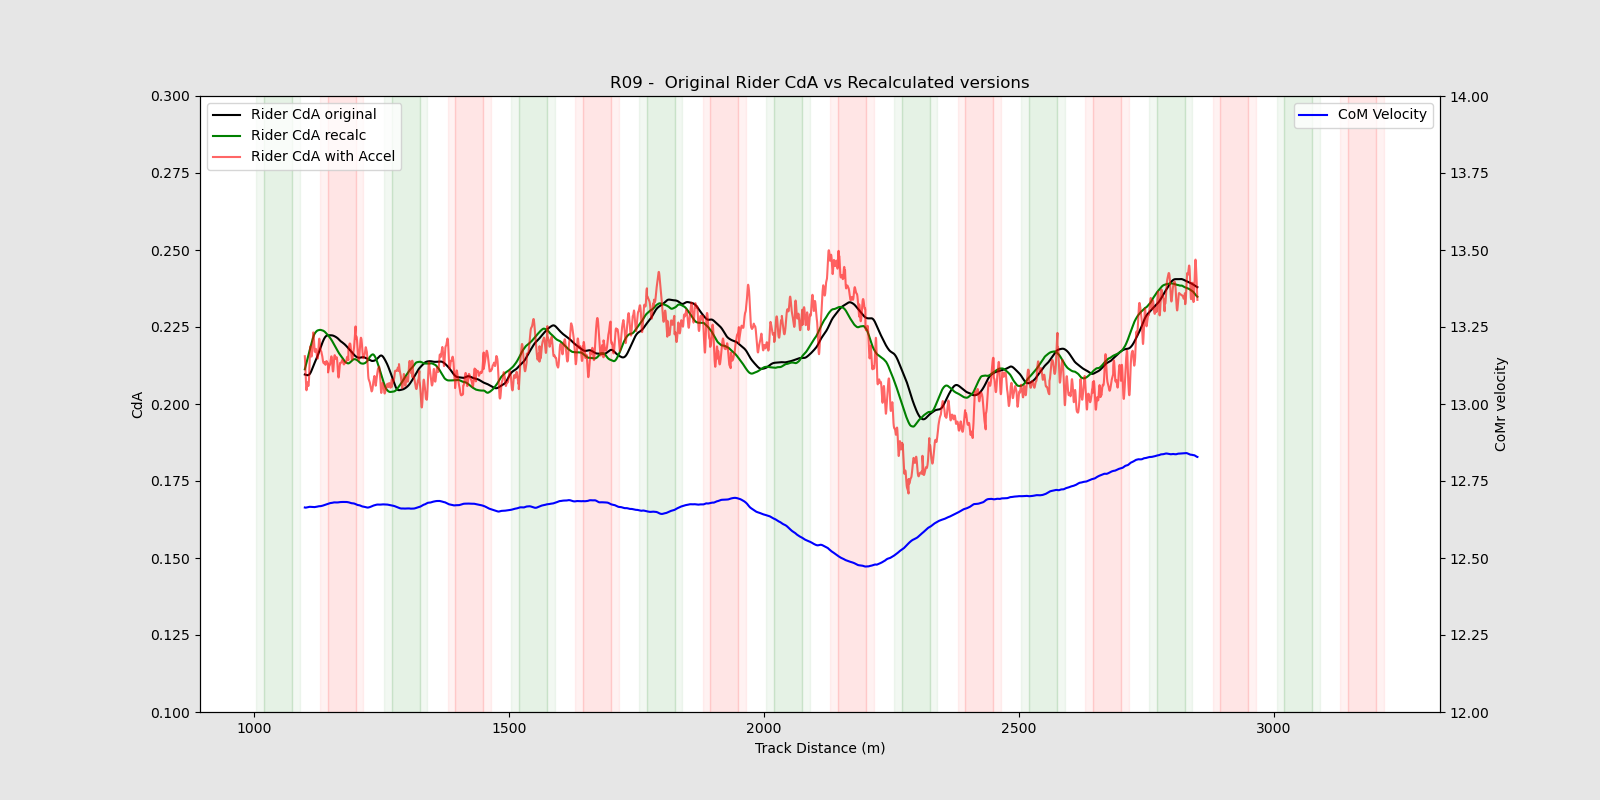 R09 -  Original Rider CdA vs Recalculated versions
Rider CdA original
Rider CdA recalc
Rider CdA with Accel
CoM Velocity
0.300
0.275
0.250
0.225
0.200
0.175
0.150
0.125
0.100
CdA
14.00
13.75
13.50
13.25
13.00
12.75
12.50
12.25
12.00
CoMr velocity
1000 1500 2000 2500 3000
Track Distance (m)